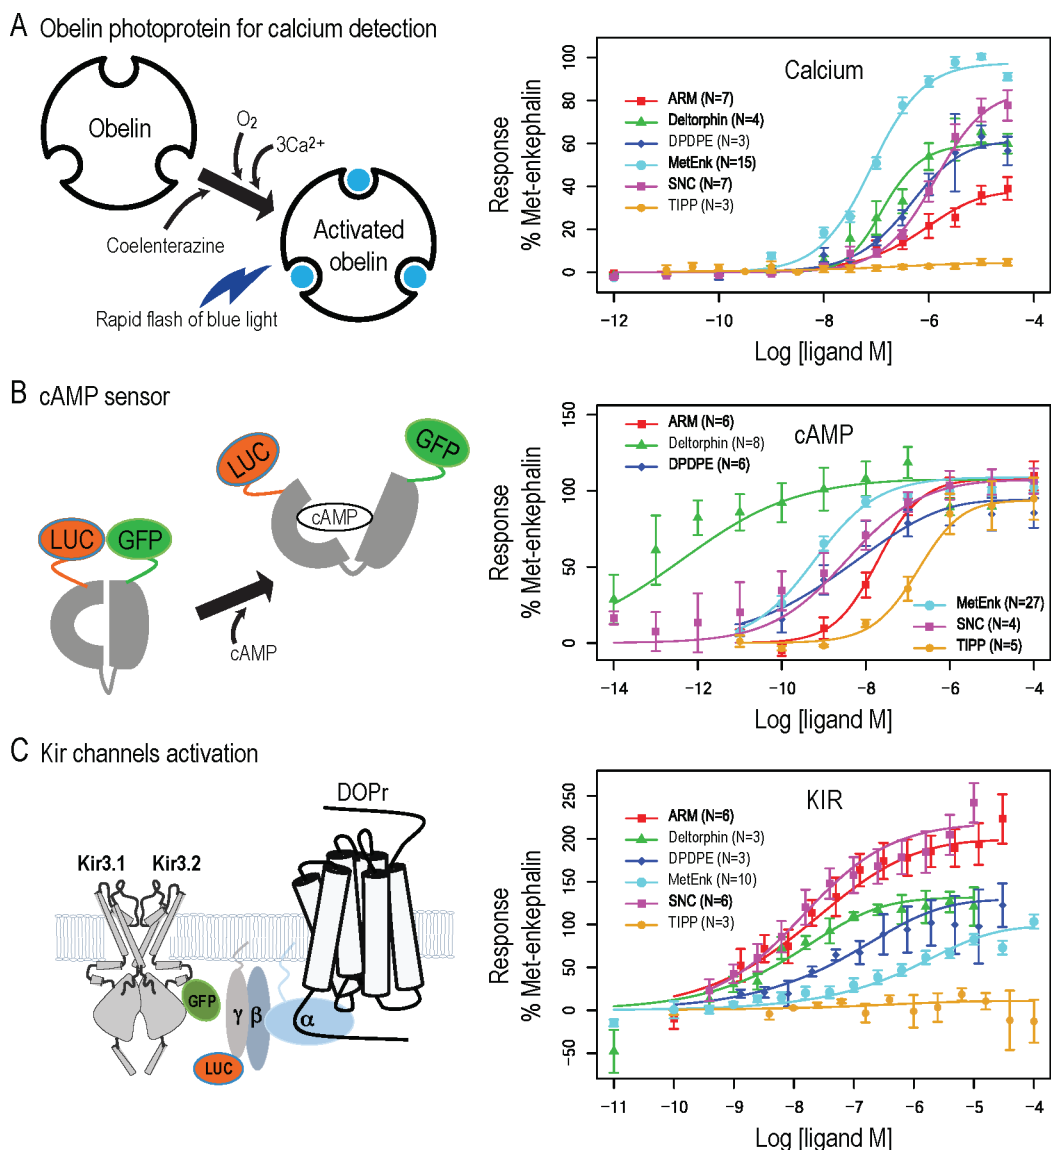 A Obelin photoprotein for calcium detection
Obelin
O2
3Ca2+
Coelenterazine
Activated
obelin
Rapid flash of blue light
Calcium
ARM (N=7)
Deltorphin (N=4)
DPDPE (N=3)
MetEnk (N=15)
SNC (N=7)
TIPP (N=3)
Response
% Met-enkephalin
100
80
60
40
20
0
−12 −10 −8 −6 −4
Log [ligand M]
B cAMP sensor
LUC
GFP
cAMP
LUC GFP
cAMP
cAMP
ARM (N=6)
Deltorphin (N=8)
DPDPE (N=6)
MetEnk (N=27)
SNC (N=4)
TIPP (N=5)
Response
% Met-enkephalin
150
100
50
0
−14 −12 −10 −8 −6 −4
Log [ligand M]
C Kir channels activation
DOPr
Kir3.1 Kir3.2
GFP
γ β α
LUC
KIR
ARM (N=6)
Deltorphin (N=3)
DPDPE (N=3)
MetEnk (N=10)
SNC (N=6)
TIPP (N=3)
Response
% Met-enkephalin
250
200
150
100
50
0
−50
−11 −10 −9 −8 −7 −6 −5 −4
Log [ligand M]